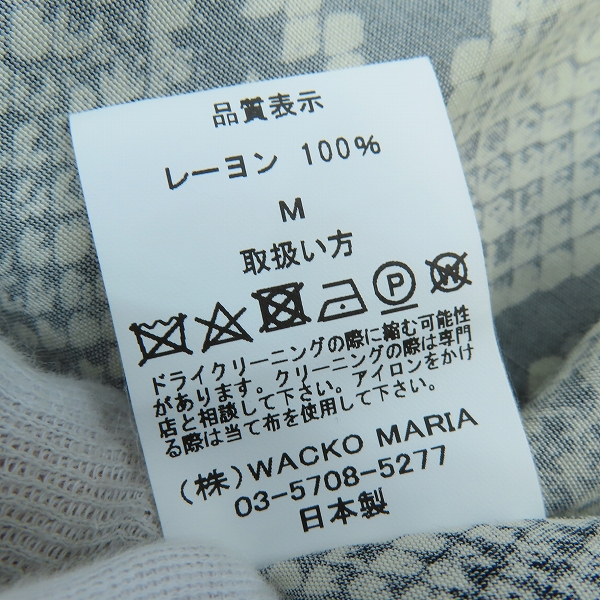 品質表示
レーヨン 100%
M
取扱い方
P
W
ドライクリーニングの際に縮む可能性
があります。クリーニングの際は専門
店と相談して下さい。アイロンをかけ
る際は当て布を使用して下さい。
(株)WACKO MARIA
03-5708-5277
日本製